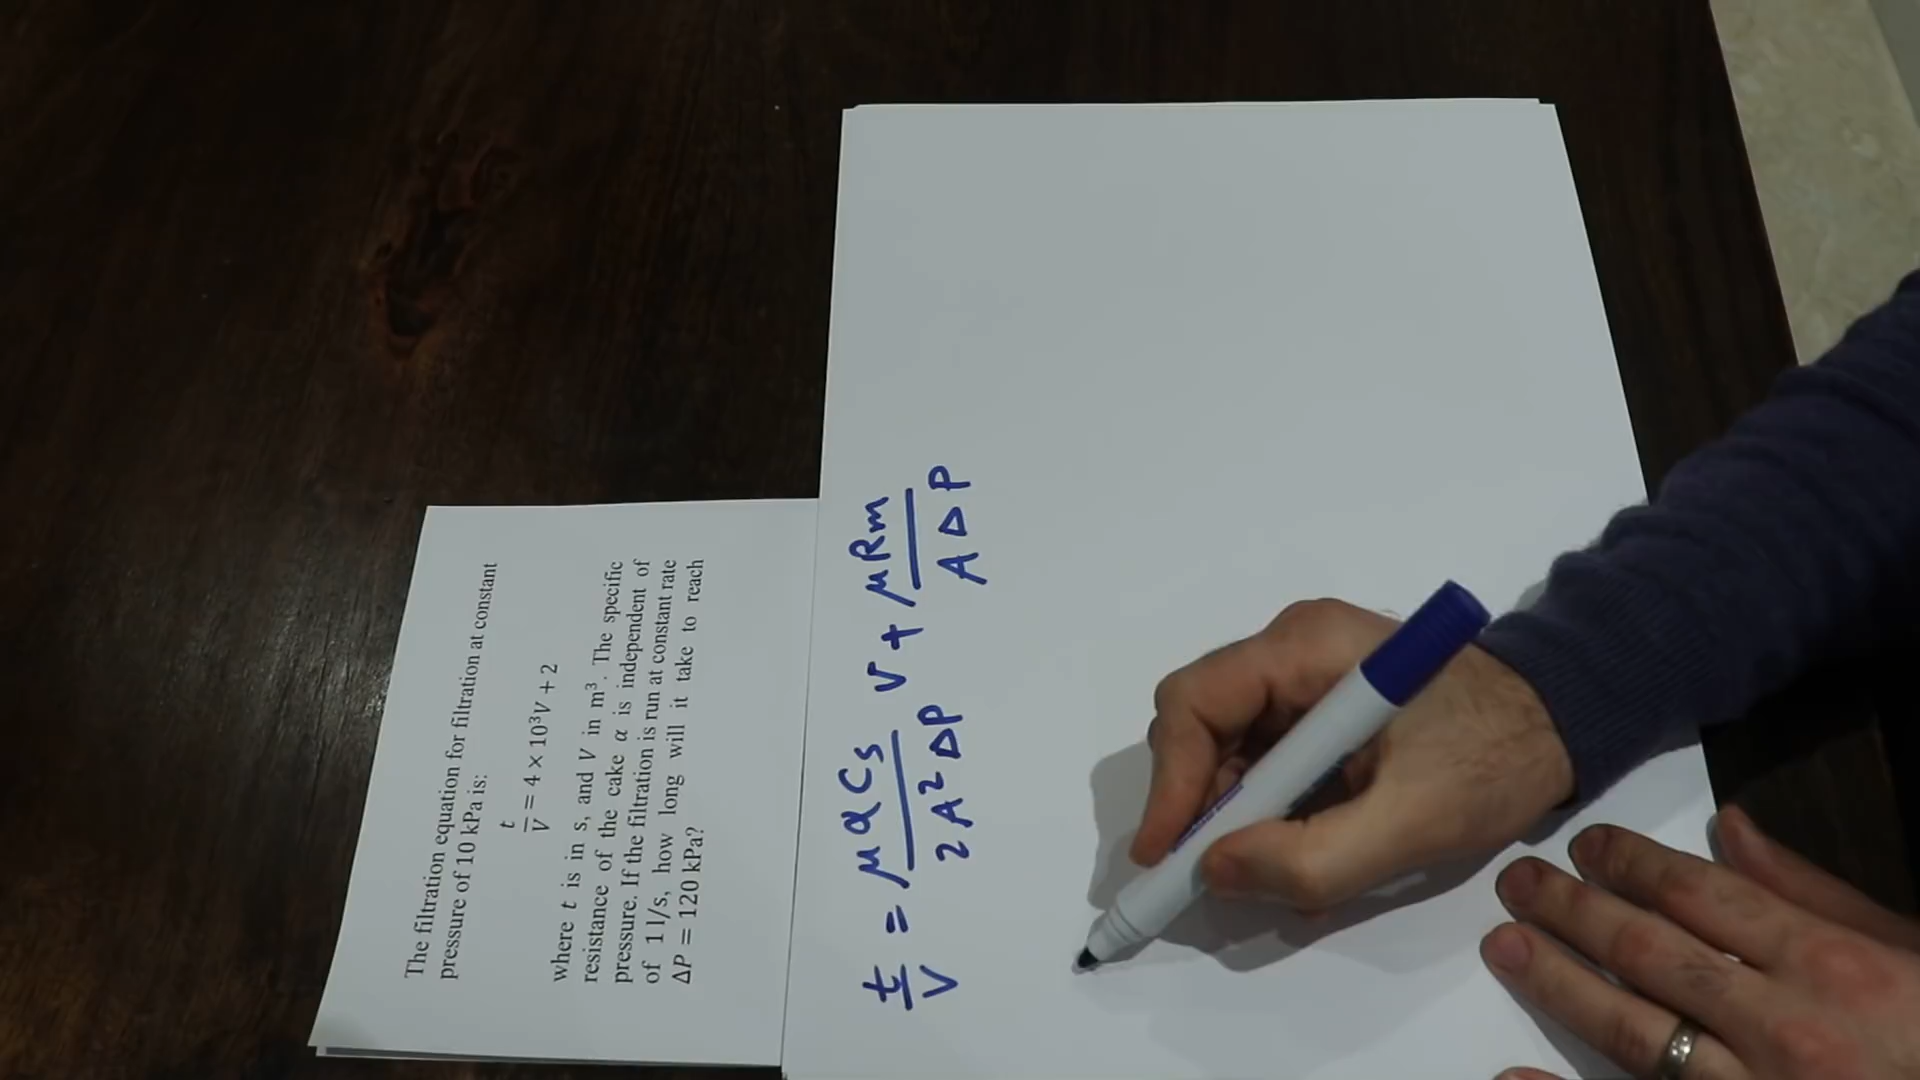 The filtration equation for filtration at constant
pressure of 10 kPa is:
t/V = 4 × 10³V + 2
where t is in s, and V in m³. The specific
resistance of the cake α is independent of
pressure. If the filtration is run at constant rate
of 1 l/s, how long will it take to reach
ΔP = 120 kPa?
t/V = μαCs/2A²ΔP V + μRm/AΔP